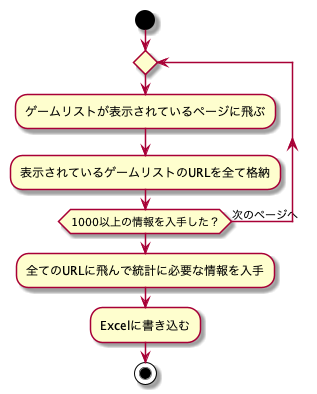 ゲームリストが表示されているページに飛ぶ
表示されているゲームリストのURLを全て格納
1000以上の情報を入手した？
次のページへ
全てのURLに飛んで統計に必要な情報を入手
Excelに書き込む